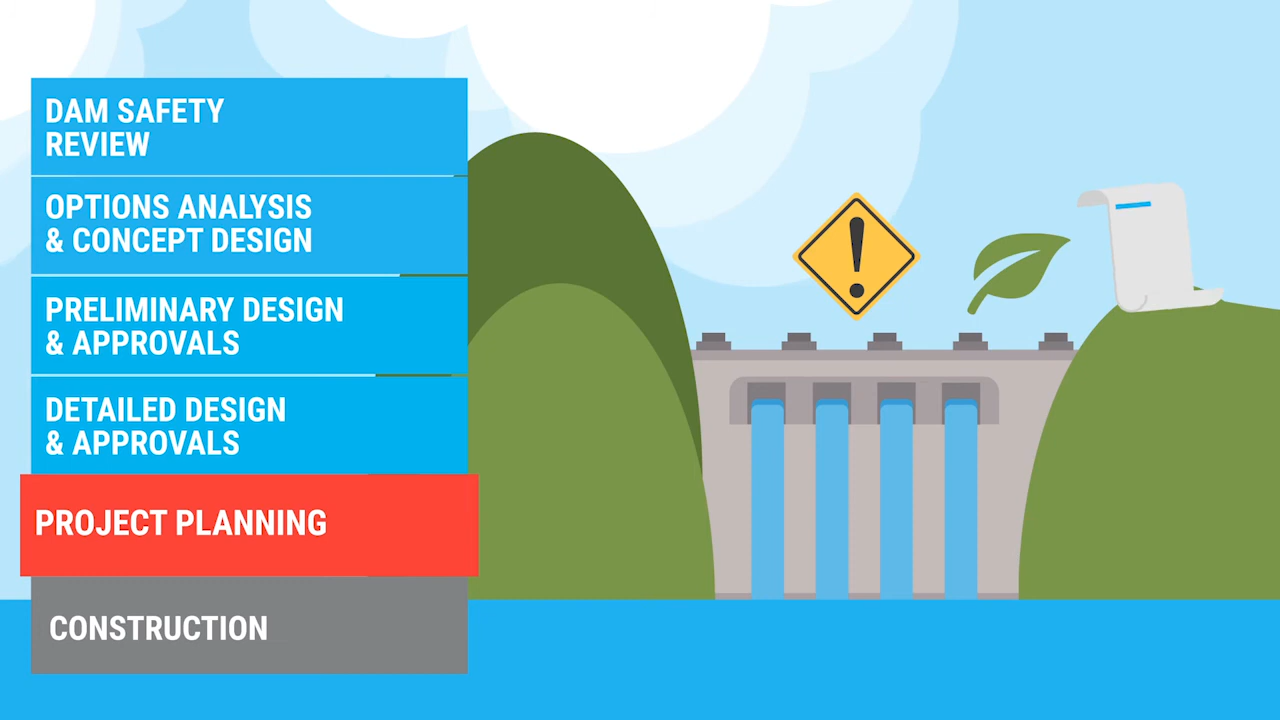 DAM SAFETY
REVIEW
OPTIONS ANALYSIS
& CONCEPT DESIGN
PRELIMINARY DESIGN
& APPROVALS
DETAILED DESIGN
& APPROVALS
PROJECT PLANNING
CONSTRUCTION
!